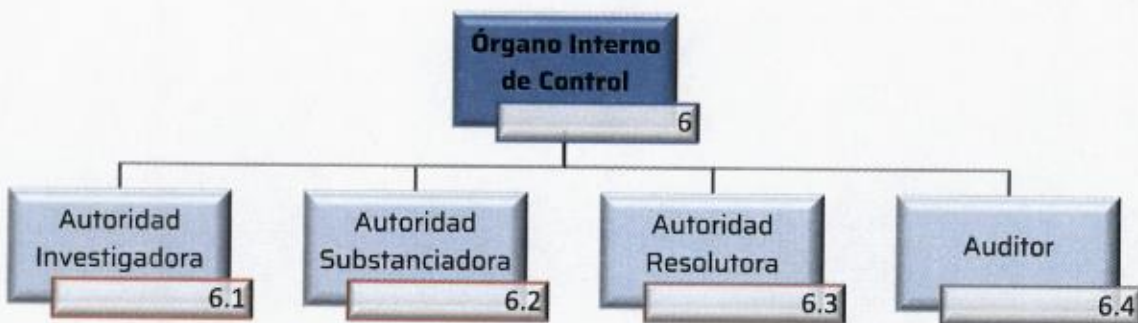 Órgano Interno
de Control
6
Autoridad
Investigadora
6.1
Autoridad
Substanciadora
6.2
Autoridad
Resolutora
6.3
Auditor
6.4